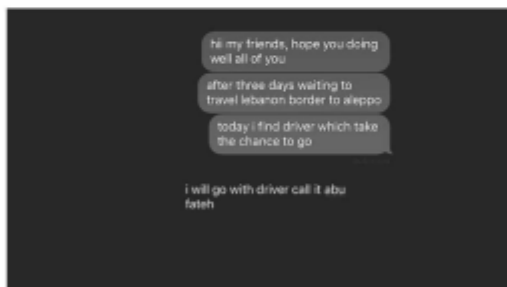 hii my friends, hope you doing
well all of you
after three days waiting to
travel lebanon border to aleppo
today i find driver which take
the chance to go
i will go with driver call it abu
fateh